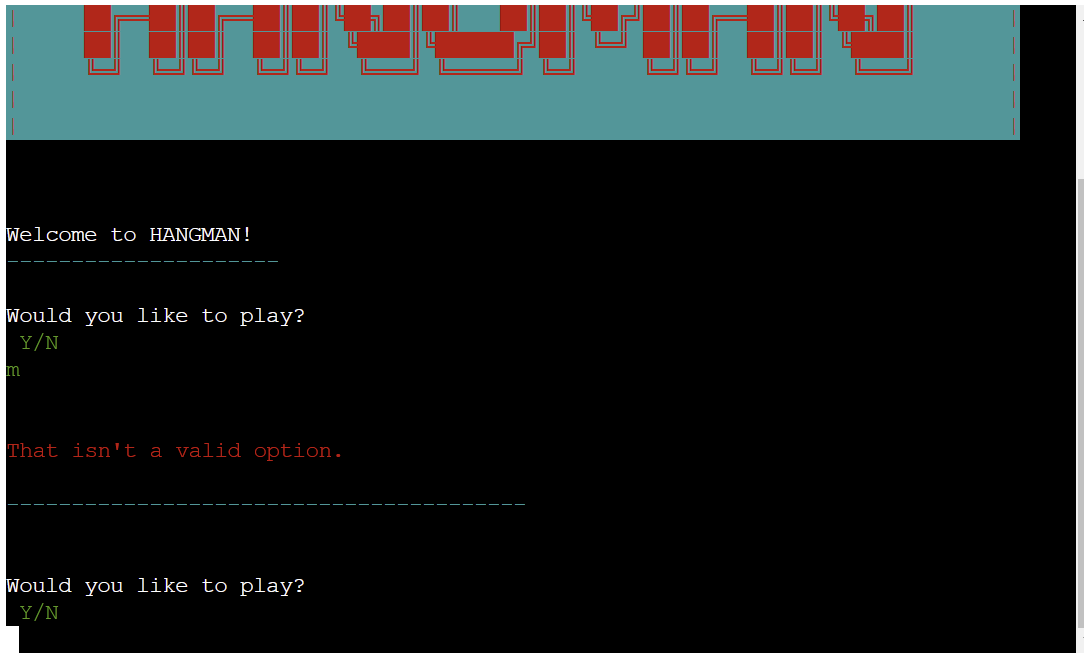 Welcome to HANGMAN!
---------------------
Would you like to play?
Y/N
m
That isn't a valid option.
----------------------------------------
Would you like to play?
Y/N